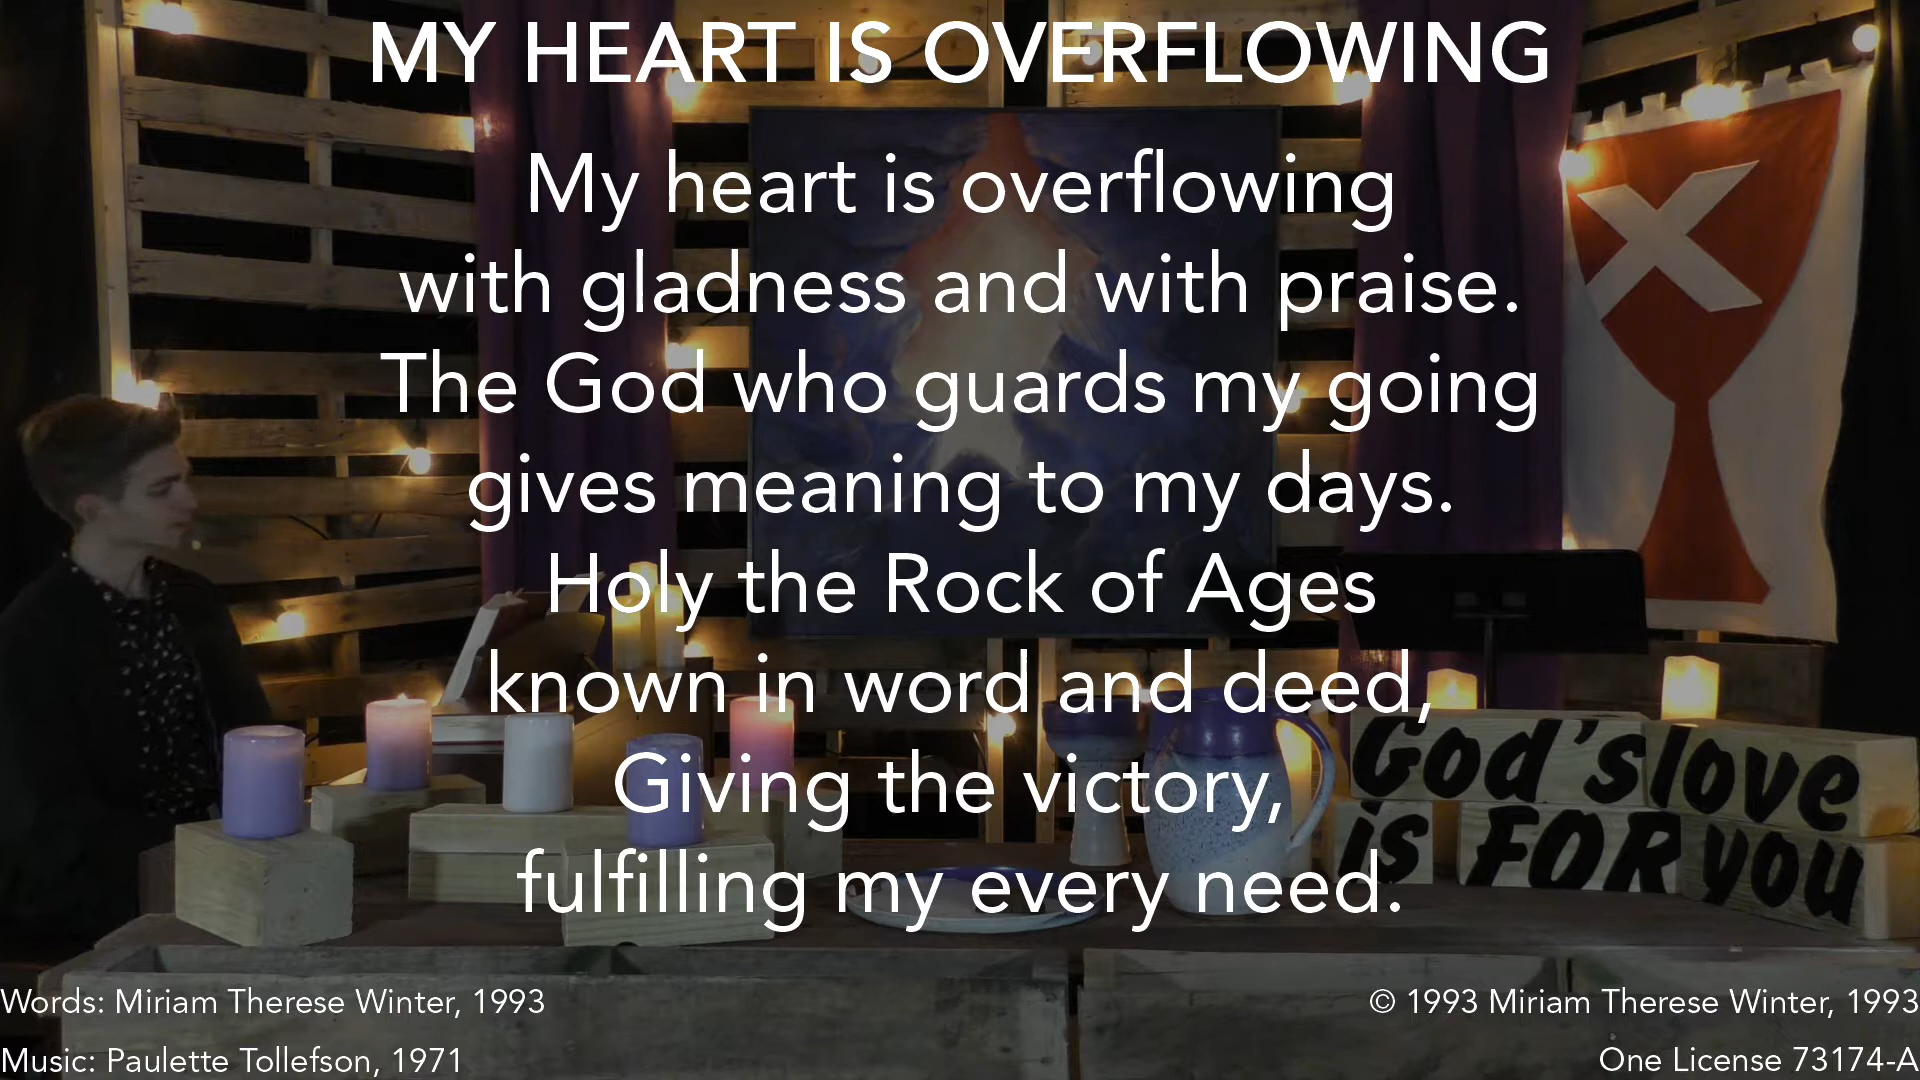 MY HEART IS OVERFLOWING
My heart is overflowing
with gladness and with praise.
The God who guards my going
gives meaning to my days.
Holy the Rock of Ages
known in word and deed,
Giving the victory,
fulfilling my every need.
God's love
is FOR you
Words: Miriam Therese Winter, 1993
Music: Paulette Tollefson, 1971
© 1993 Miriam Therese Winter, 1993
One License 73174-A